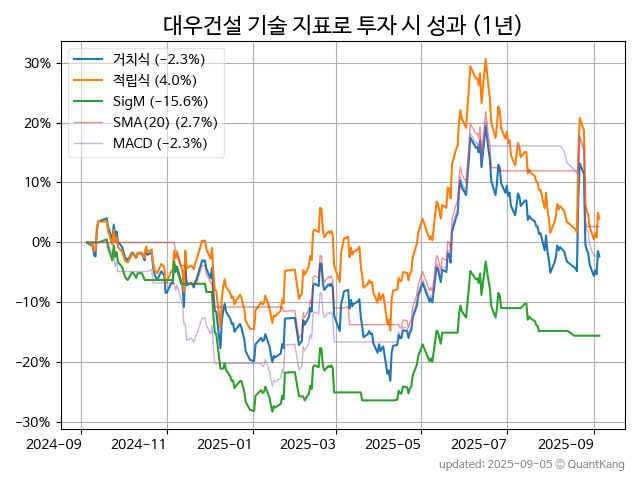 대우건설 기술 지표로 투자 시 성과 (1년)
거치식 (−2.3%)
적립식 (4.0%)
SigM (−15.6%)
SMA(20) (2.7%)
MACD (−2.3%)
30%
20%
10%
0%
−10%
−20%
−30%
2024-09
2024-11
2025-01
2025-03
2025-05
2025-07
2025-09
updated: 2025-09-05 ⓒ QuantKang